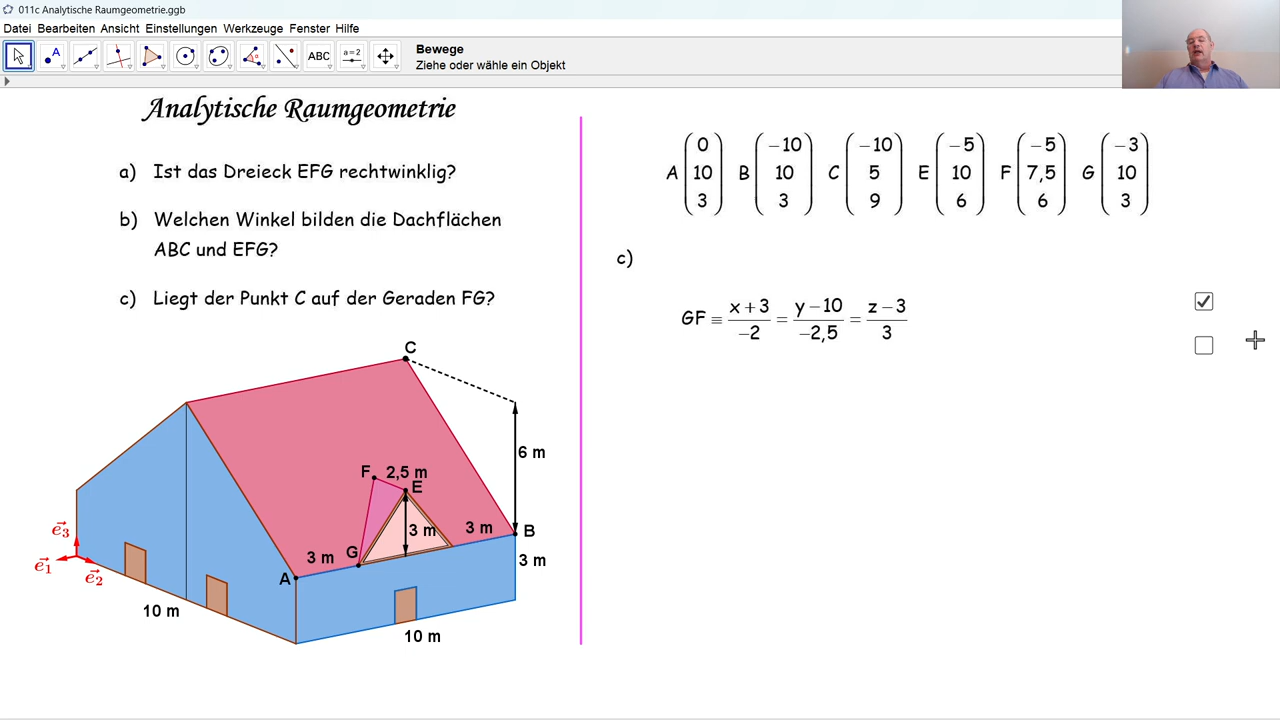 011c Analytische Raumgeometrie.ggb
Datei Bearbeiten Ansicht Einstellungen Werkzeuge Fenster Hilfe
A
ABC
a=2
Bewege
Ziehe oder wähle ein Objekt
Analytische Raumgeometrie
a) Ist das Dreieck EFG rechtwinklig?
b) Welchen Winkel bilden die Dachflächen
ABC und EFG?
c) Liegt der Punkt C auf der Geraden FG?
C
6 m
F 2,5 m
E
3 m
3 m
B
3 m
G
3 m
A
e⃗3
e⃗1
e⃗2
10 m
10 m
A (0 10 3) B (−10 10 3) C (−10 5 9) E (−5 10 6) F (−5 7,5 6) G (−3 10 3)
c)
GF ≡ (x+3)/(−2) = (y−10)/(−2,5) = (z−3)/3